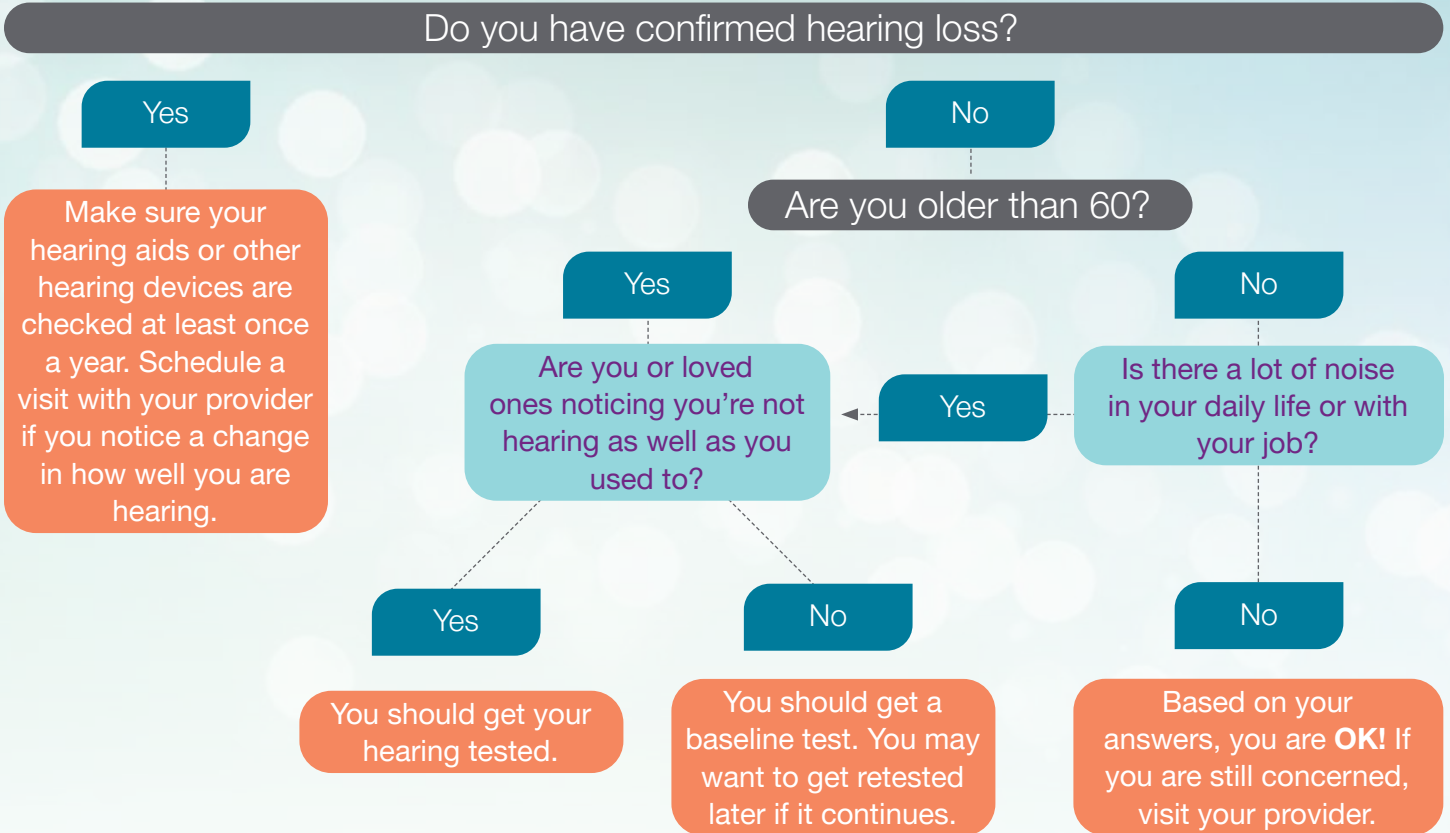 Do you have confirmed hearing loss?
Yes
No
Make sure your
hearing aids or other
hearing devices are
checked at least once
a year. Schedule a
visit with your provider
if you notice a change
in how well you are
hearing.
Are you older than 60?
Yes
No
Are you or loved
ones noticing you’re not
hearing as well as you
used to?
Yes
Is there a lot of noise
in your daily life or with
your job?
Yes
No
No
You should get your
hearing tested.
You should get a
baseline test. You may
want to get retested
later if it continues.
Based on your
answers, you are OK! If
you are still concerned,
visit your provider.